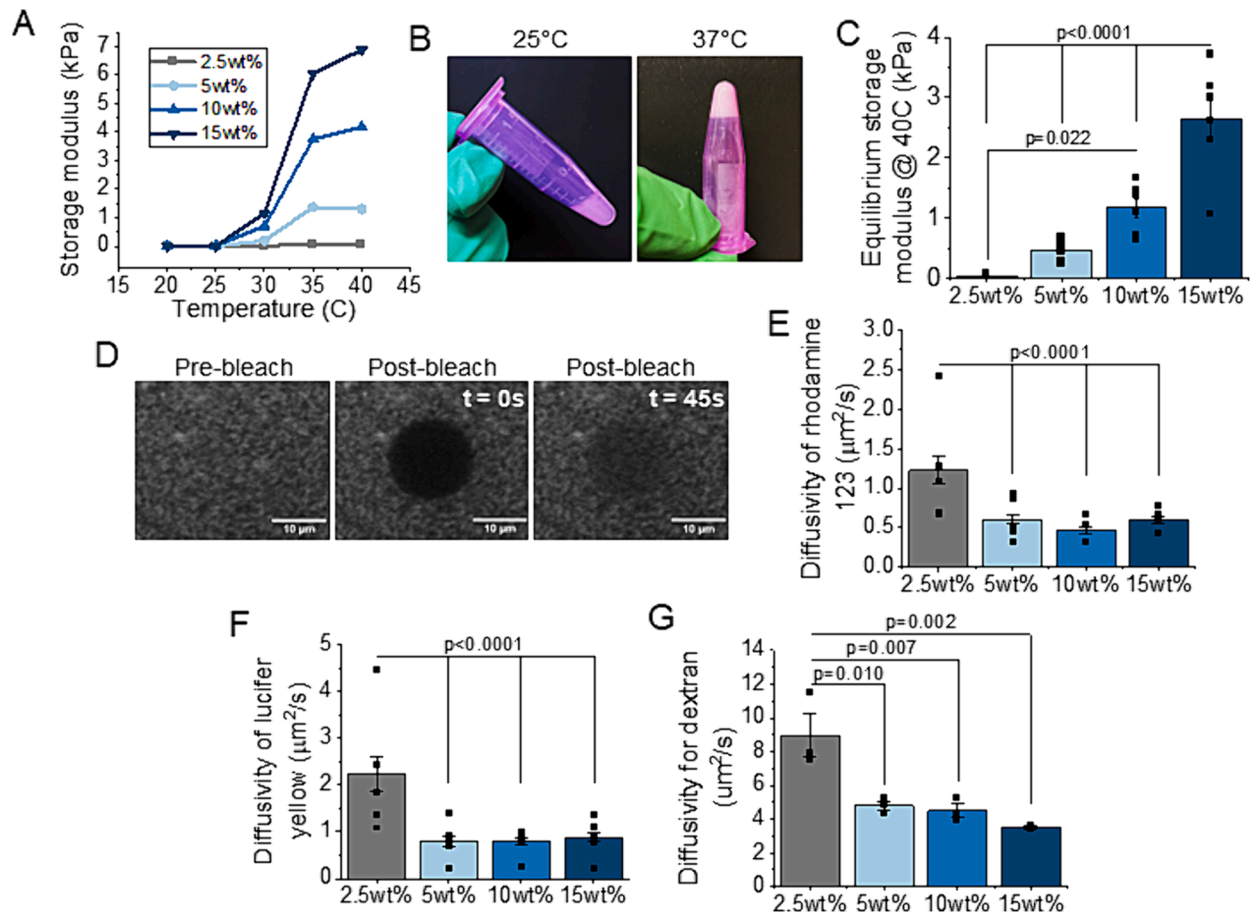 A
Storage modulus (kPa)
7
6
5
4
3
2
1
0
2.5wt%
5wt%
10wt%
15wt%
15 20 25 30 35 40 45
Temperature (C)
B
25°C 37°C
C
Equilibrium storage
modulus @ 40C (kPa)
4
3
2
1
0
p<0.0001
p=0.022
2.5wt% 5wt% 10wt% 15wt%
D
Pre-bleach Post-bleach Post-bleach
t = 0s t = 45s
10 μm 10 μm 10 μm
E
Diffusivity of rhodamine
123 (μm²/s)
3.0
2.5
2.0
1.5
1.0
0.5
0.0
p<0.0001
2.5wt% 5wt% 10wt% 15wt%
F
Diffusivity of lucifer
yellow (μm²/s)
5
4
3
2
1
0
p<0.0001
2.5wt% 5wt% 10wt% 15wt%
G
Diffusivity for dextran
(um²/s)
14
12
10
8
6
4
2
0
p=0.002
p=0.007
p=0.010
2.5wt% 5wt% 10wt% 15wt%